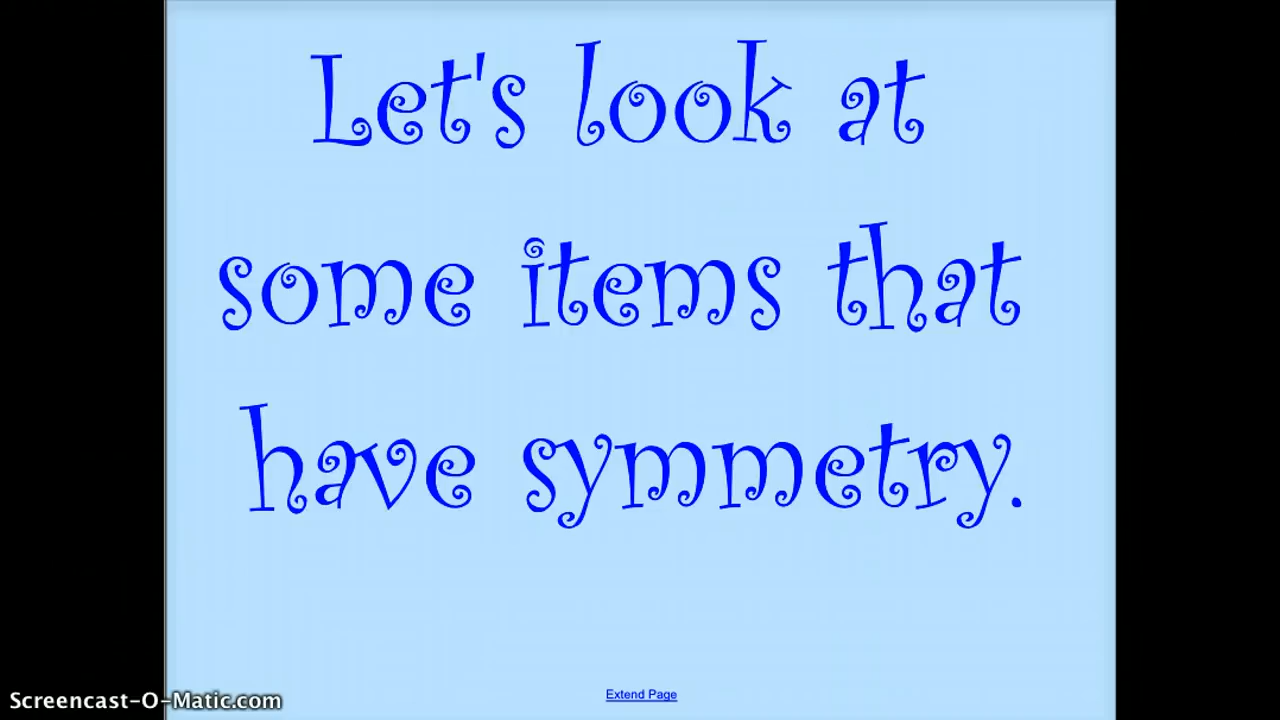 Let's look at
some items that
have symmetry.
Extend Page
Screencast-O-Matic.com